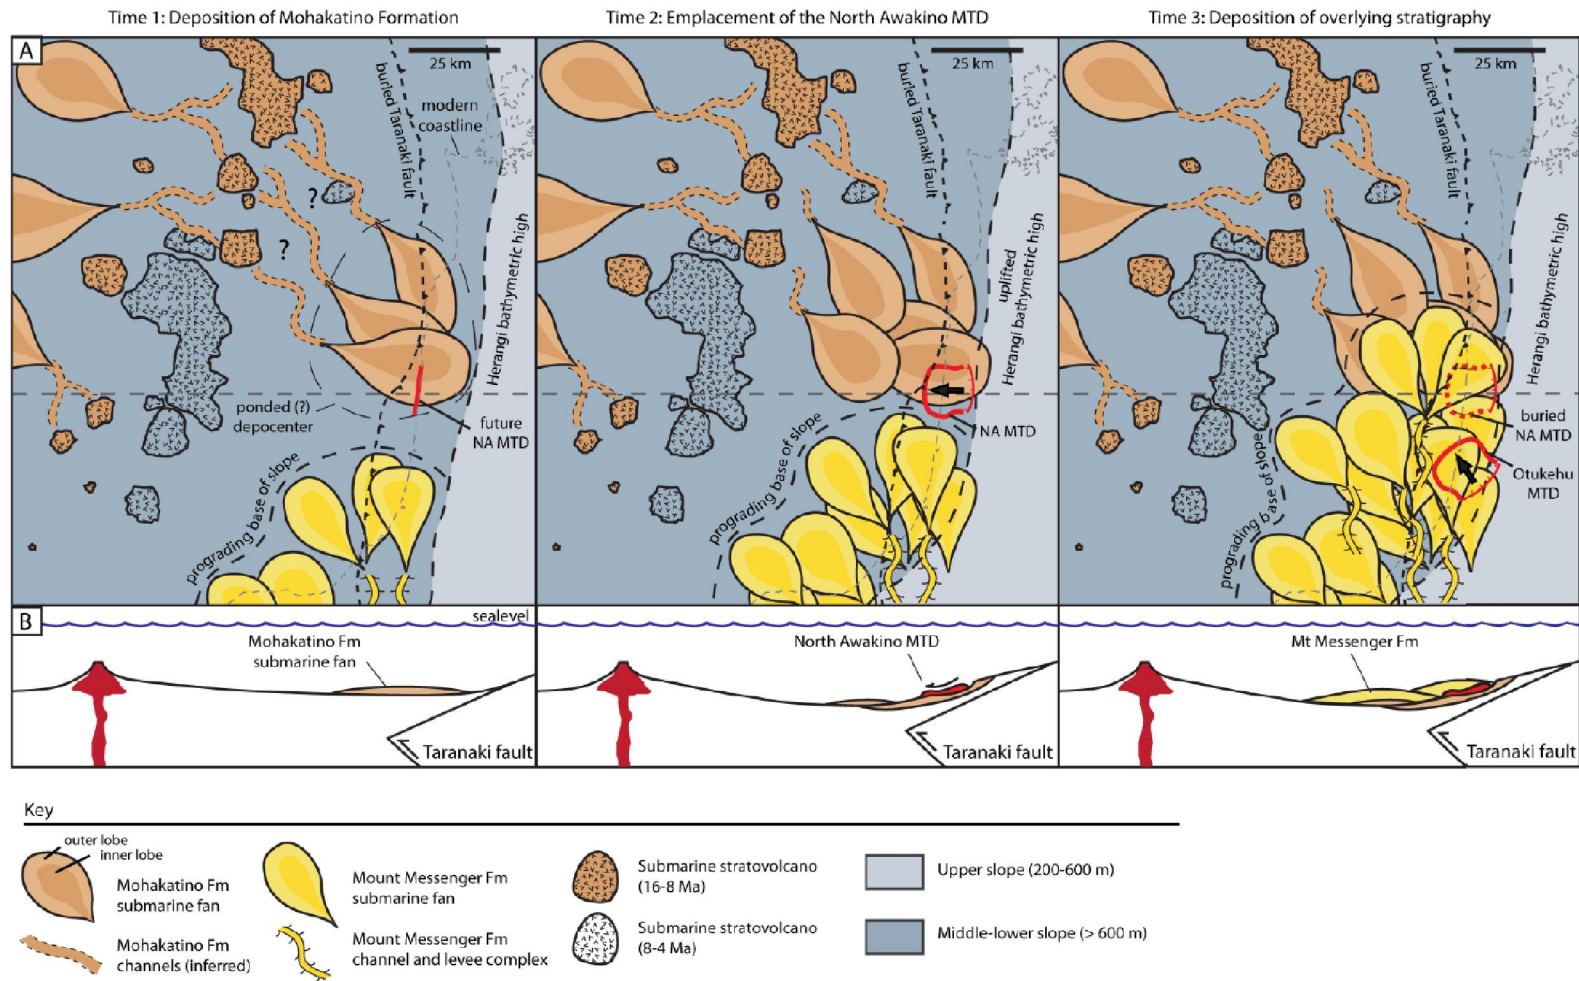 Time 1: Deposition of Mohakatino Formation
Time 2: Emplacement of the North Awakino MTD
Time 3: Deposition of overlying stratigraphy
A
25 km
buried Taranaki fault
modern
coastline
?
?
Herangi bathymetric high
ponded (?)
depocenter
future
NA MTD
prograding base of slope
25 km
buried Taranaki fault
uplifted
Herangi bathymetric high
NA MTD
prograding base of slope
25 km
buried Taranaki fault
Herangi bathymetric high
buried
NA MTD
Otukehu
MTD
prograding base of slope
B
sealevel
Mohakatino Fm
submarine fan
Taranaki fault
North Awakino MTD
Taranaki fault
Mt Messenger Fm
Taranaki fault
Key
outer lobe
inner lobe
Mohakatino Fm
submarine fan
Mohakatino Fm
channels (inferred)
Mount Messenger Fm
submarine fan
Mount Messenger Fm
channel and levee complex
Submarine stratovolcano
(16-8 Ma)
Submarine stratovolcano
(8-4 Ma)
Upper slope (200-600 m)
Middle-lower slope (> 600 m)